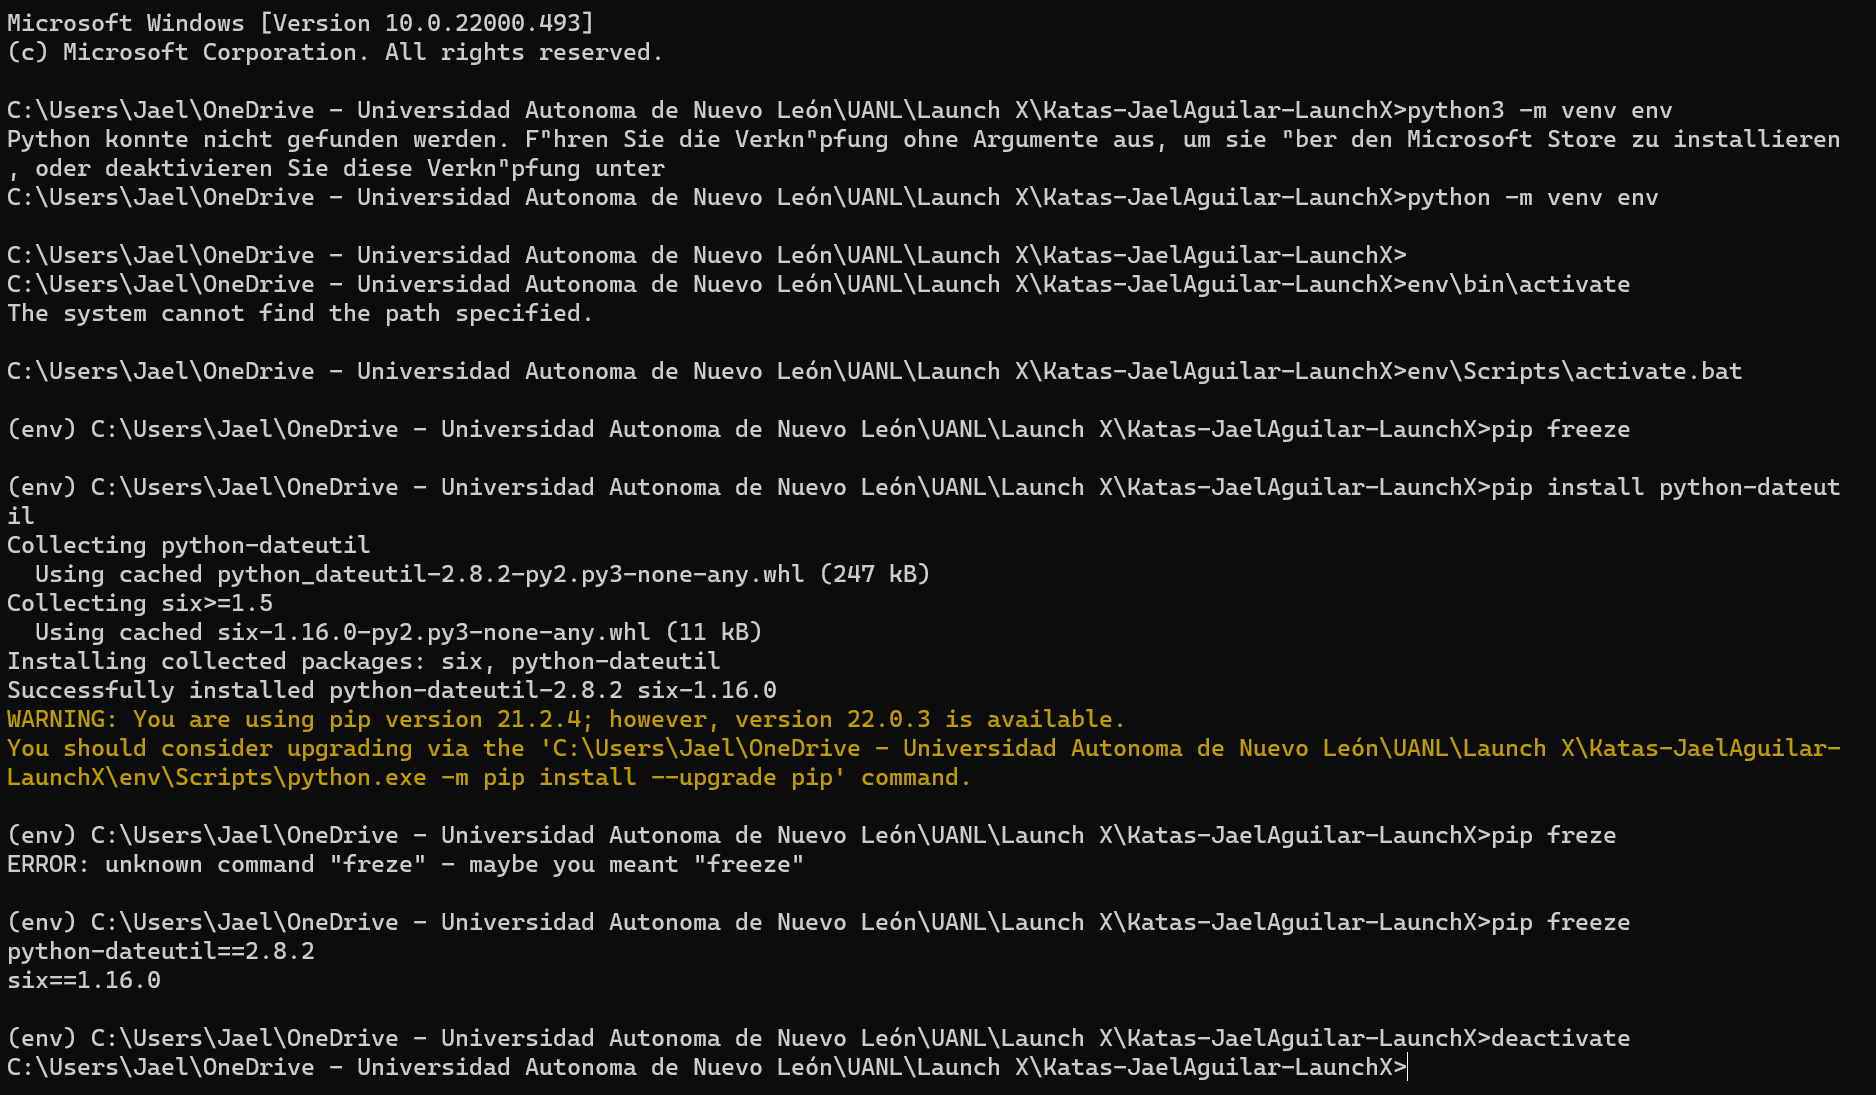 Microsoft Windows [Version 10.0.22000.493]
(c) Microsoft Corporation. All rights reserved.
C:\Users\Jael\OneDrive - Universidad Autonoma de Nuevo León\UANL\Launch X\Katas-JaelAguilar-LaunchX>python3 -m venv env
Python konnte nicht gefunden werden. Fⁿhren Sie die Verknⁿpfung ohne Argumente aus, um sie ⁿber den Microsoft Store zu installieren
, oder deaktivieren Sie diese Verknⁿpfung unter
C:\Users\Jael\OneDrive - Universidad Autonoma de Nuevo León\UANL\Launch X\Katas-JaelAguilar-LaunchX>python -m venv env
C:\Users\Jael\OneDrive - Universidad Autonoma de Nuevo León\UANL\Launch X\Katas-JaelAguilar-LaunchX>
C:\Users\Jael\OneDrive - Universidad Autonoma de Nuevo León\UANL\Launch X\Katas-JaelAguilar-LaunchX>env\bin\activate
The system cannot find the path specified.
C:\Users\Jael\OneDrive - Universidad Autonoma de Nuevo León\UANL\Launch X\Katas-JaelAguilar-LaunchX>env\Scripts\activate.bat
(env) C:\Users\Jael\OneDrive - Universidad Autonoma de Nuevo León\UANL\Launch X\Katas-JaelAguilar-LaunchX>pip freeze
(env) C:\Users\Jael\OneDrive - Universidad Autonoma de Nuevo León\UANL\Launch X\Katas-JaelAguilar-LaunchX>pip install python-dateut
il
Collecting python-dateutil
  Using cached python_dateutil-2.8.2-py2.py3-none-any.whl (247 kB)
Collecting six>=1.5
  Using cached six-1.16.0-py2.py3-none-any.whl (11 kB)
Installing collected packages: six, python-dateutil
Successfully installed python-dateutil-2.8.2 six-1.16.0
WARNING: You are using pip version 21.2.4; however, version 22.0.3 is available.
You should consider upgrading via the 'C:\Users\Jael\OneDrive - Universidad Autonoma de Nuevo León\UANL\Launch X\Katas-JaelAguilar-
LaunchX\env\Scripts\python.exe -m pip install --upgrade pip' command.
(env) C:\Users\Jael\OneDrive - Universidad Autonoma de Nuevo León\UANL\Launch X\Katas-JaelAguilar-LaunchX>pip freze
ERROR: unknown command "freze" - maybe you meant "freeze"
(env) C:\Users\Jael\OneDrive - Universidad Autonoma de Nuevo León\UANL\Launch X\Katas-JaelAguilar-LaunchX>pip freeze
python-dateutil==2.8.2
six==1.16.0
(env) C:\Users\Jael\OneDrive - Universidad Autonoma de Nuevo León\UANL\Launch X\Katas-JaelAguilar-LaunchX>deactivate
C:\Users\Jael\OneDrive - Universidad Autonoma de Nuevo León\UANL\Launch X\Katas-JaelAguilar-LaunchX>